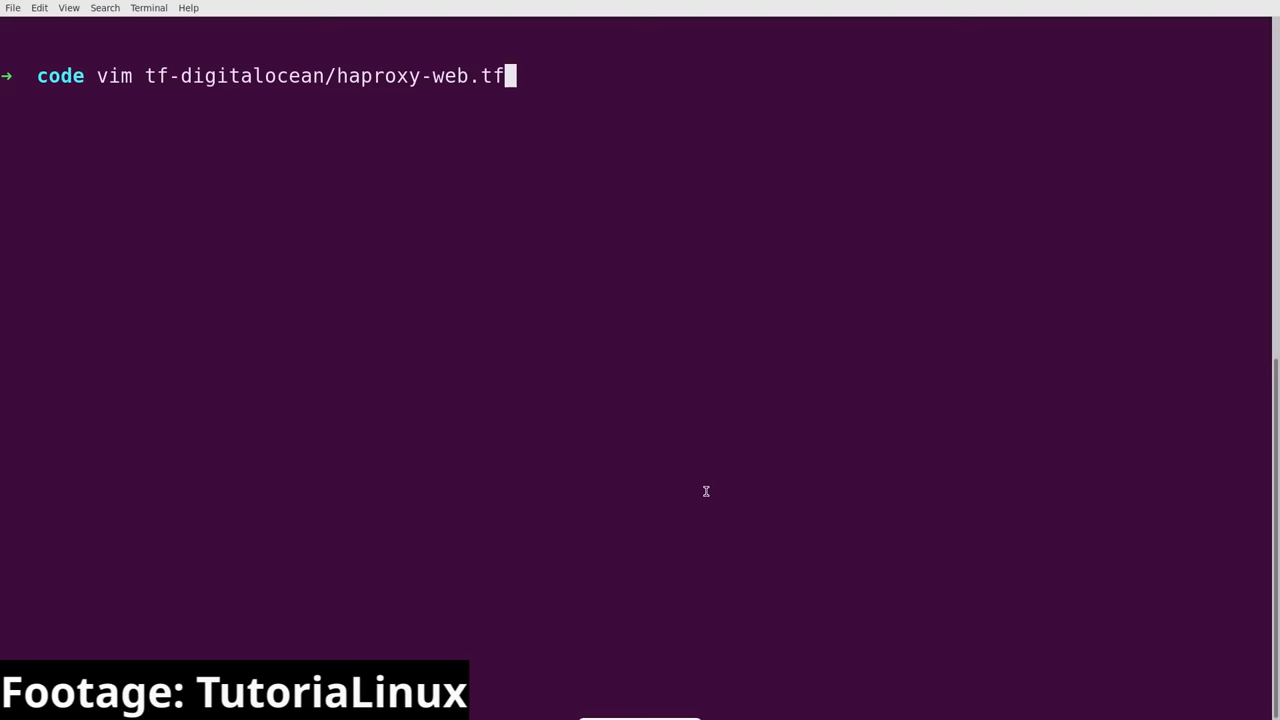 File Edit View Search Terminal Help
→ code vim tf-digitalocean/haproxy-web.tf
Footage: TutoriaLinux